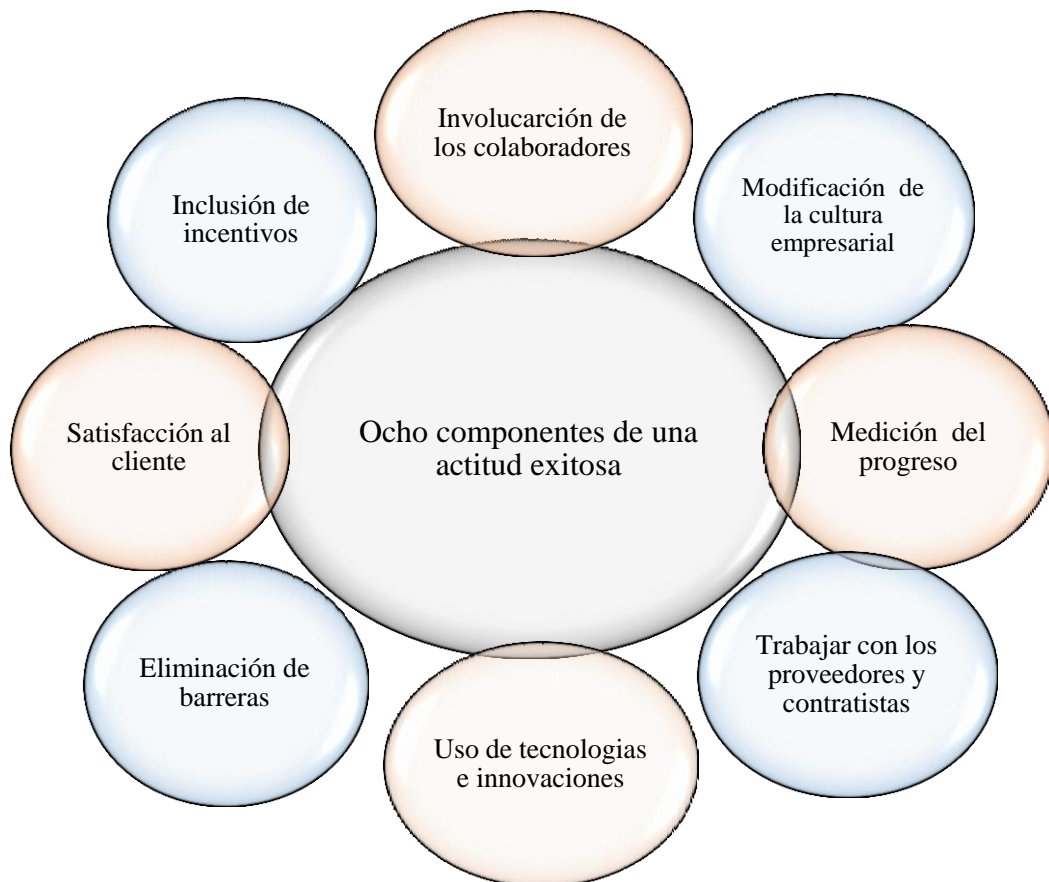 Involucarción de
los colaboradores
Modificación de
la cultura
empresarial
Inclusión de
incentivos
Ocho componentes de una
actitud exitosa
Satisfacción al
cliente
Medición del
progreso
Eliminación de
barreras
Trabajar con los
proveedores y
contratistas
Uso de tecnologias
e innovaciones